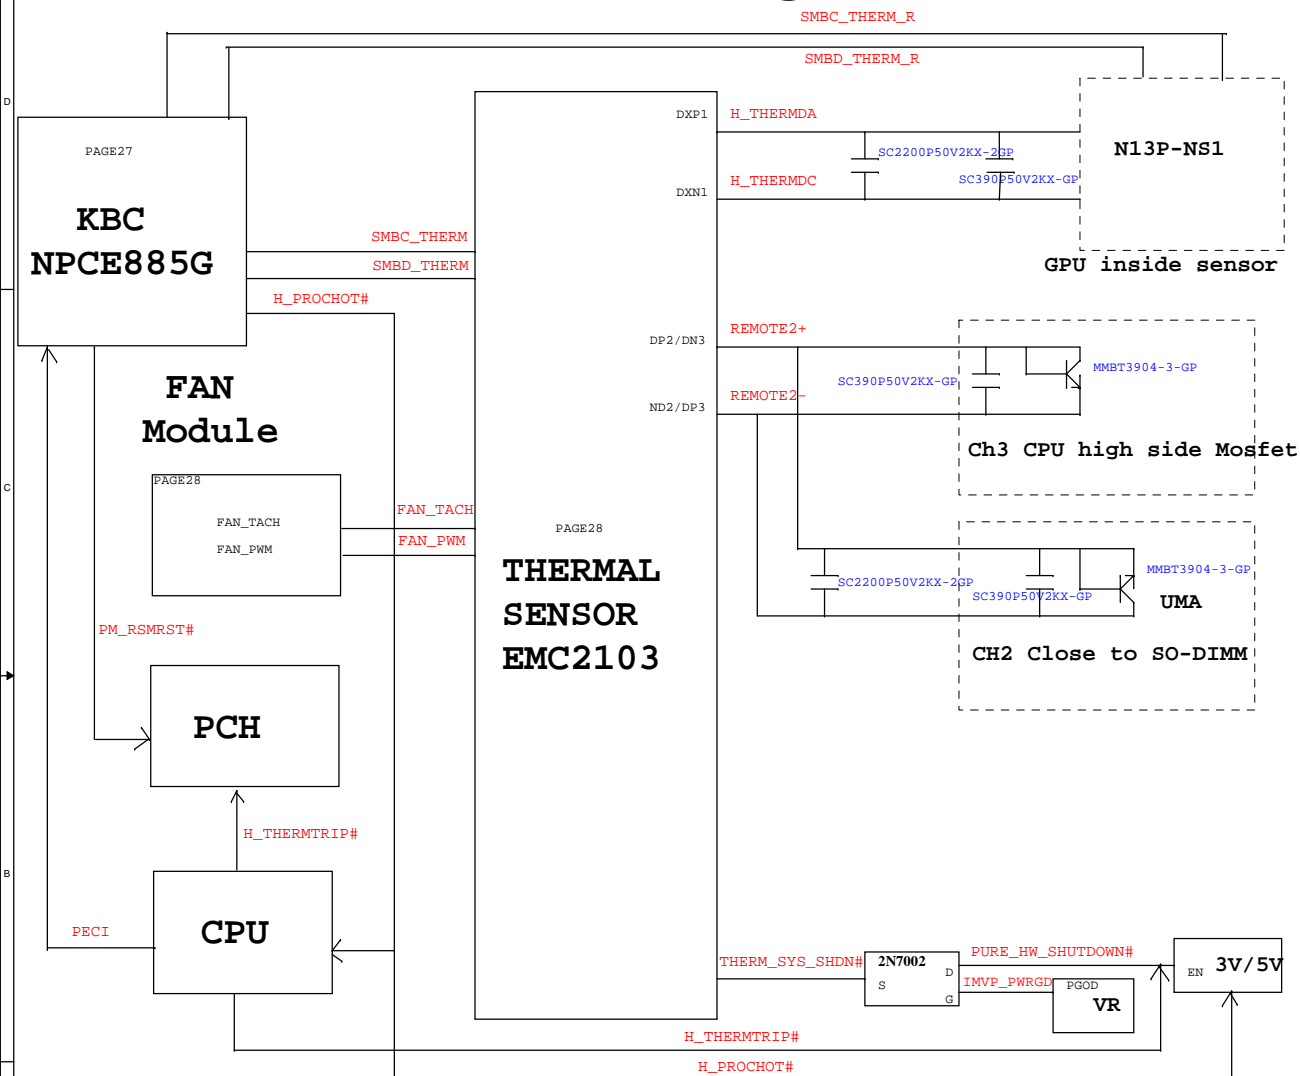 SMBC_THERM_R
SMBD_THERM_R
D
PAGE27
KBC
NPCE885G
DXP1
H_THERMDA
SC2200P50V2KX-2GP
SC390P50V2KX-GP
DXN1
H_THERMDC
N13P-NS1
GPU inside sensor
SMBC_THERM
SMBD_THERM
H_PROCHOT#
DP2/DN3
REMOTE2+
SC390P50V2KX-GP
MMBT3904-3-GP
ND2/DP3
REMOTE2-
Ch3 CPU high side Mosfet
FAN
Module
C
PAGE28
FAN_TACH
FAN_PWM
FAN_TACH
FAN_PWM
PAGE28
THERMAL
SENSOR
EMC2103
SC2200P50V2KX-2GP
SC390P50V2KX-GP
MMBT3904-3-GP
UMA
CH2 Close to SO-DIMM
PM_RSMRST#
PCH
H_THERMTRIP#
B
CPU
PECI
THERM_SYS_SHDN#
2N7002
S
D
G
PURE_HW_SHUTDOWN#
IMVP_PWRGD
PGOD
VR
EN
3V/5V
H_THERMTRIP#
H_PROCHOT#